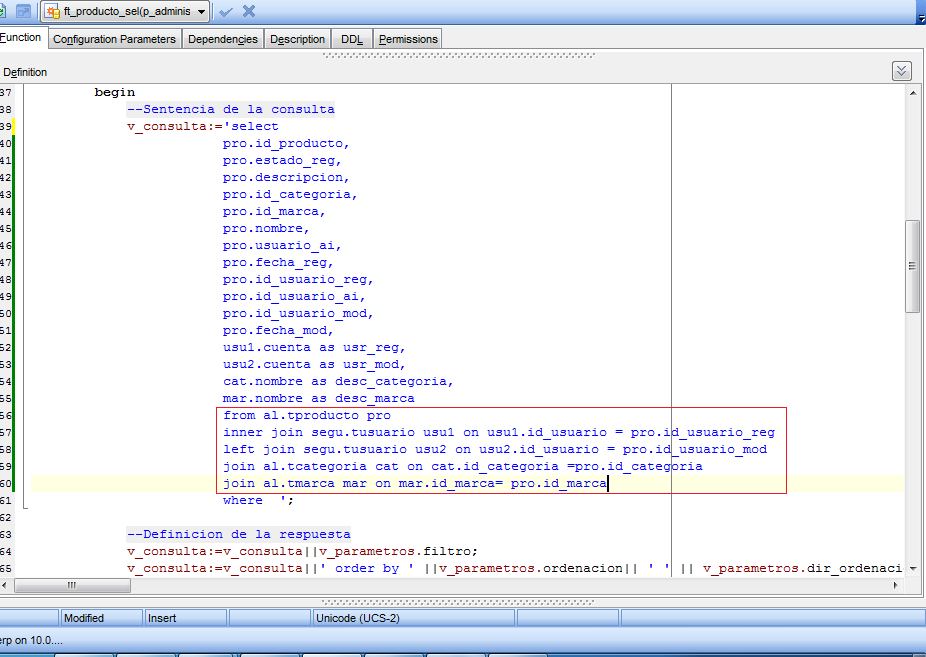 ft_producto_sel(p_adminis
Function Configuration Parameters Dependencies Description DDL Permissions
Definition
37 begin
38 --Sentencia de la consulta
39 v_consulta:='select
40 pro.id_producto,
41 pro.estado_reg,
42 pro.descripcion,
43 pro.id_categoria,
44 pro.id_marca,
45 pro.nombre,
46 pro.usuario_ai,
47 pro.fecha_reg,
48 pro.id_usuario_reg,
49 pro.id_usuario_ai,
50 pro.id_usuario_mod,
51 pro.fecha_mod,
52 usu1.cuenta as usr_reg,
53 usu2.cuenta as usr_mod,
54 cat.nombre as desc_categoria,
55 mar.nombre as desc_marca
56 from al.tproducto pro
57 inner join segu.tusuario usu1 on usu1.id_usuario = pro.id_usuario_reg
58 left join segu.tusuario usu2 on usu2.id_usuario = pro.id_usuario_mod
59 join al.tcategoria cat on cat.id_categoria =pro.id_categoria
60 join al.tmarca mar on mar.id_marca= pro.id_marca
61 where  ';
62
63 --Definicion de la respuesta
64 v_consulta:=v_consulta||v_parametros.filtro;
65 v_consulta:=v_consulta||' order by ' ||v_parametros.ordenacion|| ' ' || v_parametros.dir_ordenaci
Modified Insert Unicode (UCS-2)
erp on 10.0....